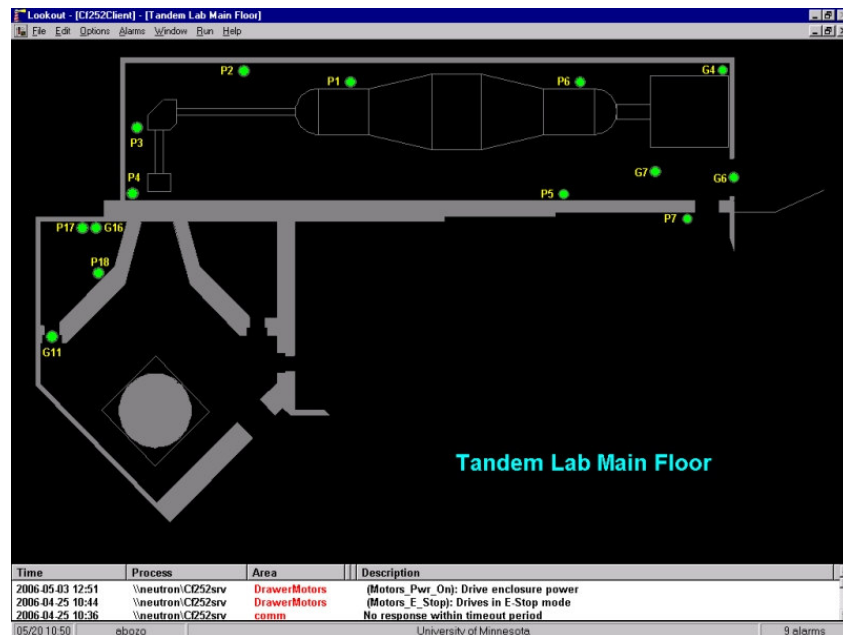 Lookout - [Cf252Client] - [Tandem Lab Main Floor]
File Edit Options Alarms Window Run Help
P2 P1 P6 G4
P3
P4 G7 G6
P5
P17 G16 P7
P18
G11
Tandem Lab Main Floor
Time Process Area Description
2006-05-03 12:51 \\neutron\Cf252srv DrawerMotors (Motors_Pwr_On): Drive enclosure power
2006-04-25 10:44 \\neutron\Cf252srv DrawerMotors (Motors_E_Stop): Drives in E-Stop mode
2006-04-25 10:36 \\neutron\Cf252srv comm No response within timeout period
05/20 10:50 abozo University of Minnesota 9 alarms